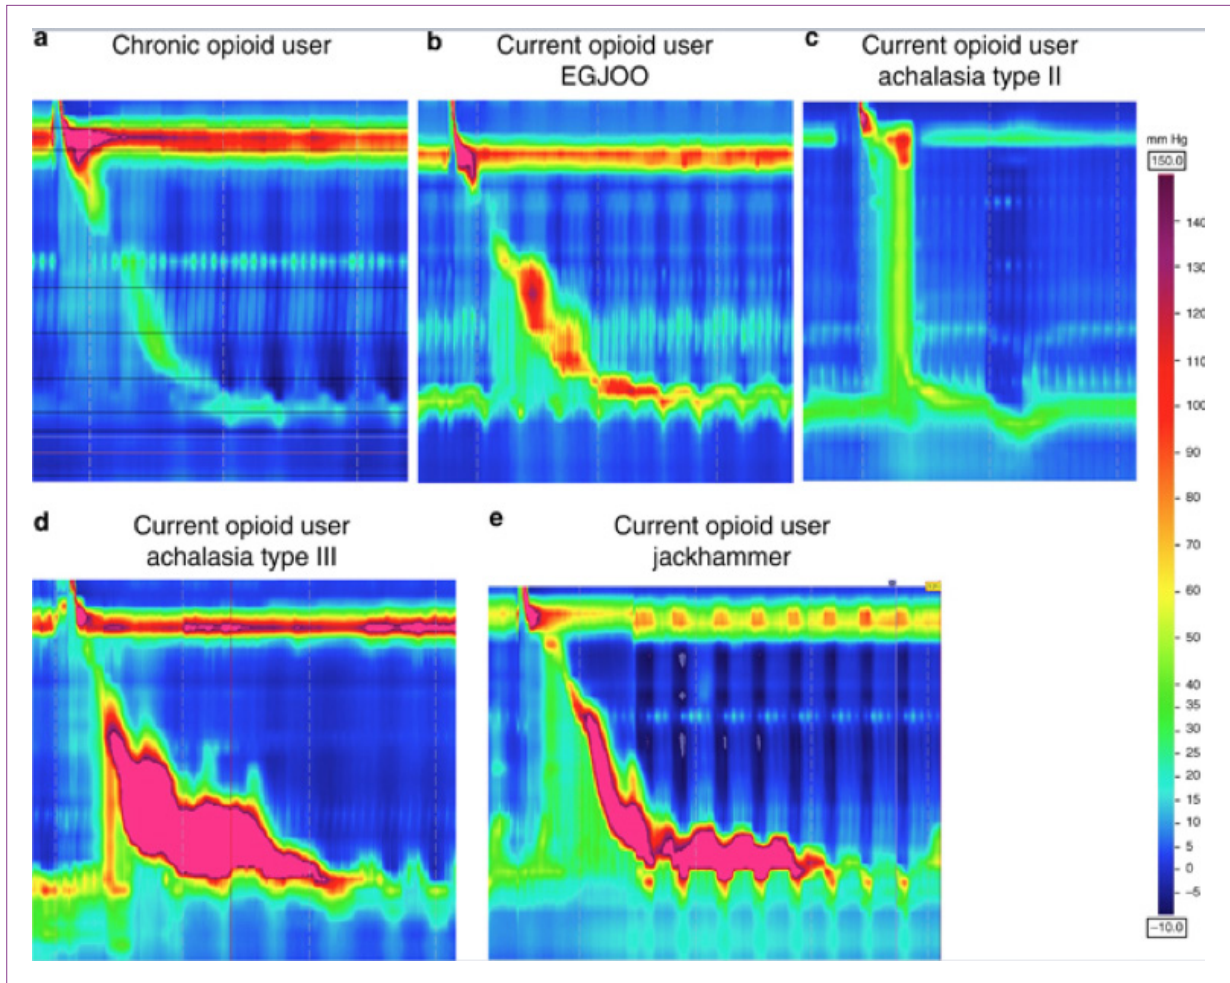 a Chronic opioid user
b Current opioid user
EGJOO
c Current opioid user
achalasia type II
mm Hg
150.0
140
130
120
110
100
90
80
70
60
50
40
35
30
25
20
15
10
5
0
−5
−10.0
d Current opioid user
achalasia type III
e Current opioid user
jackhammer